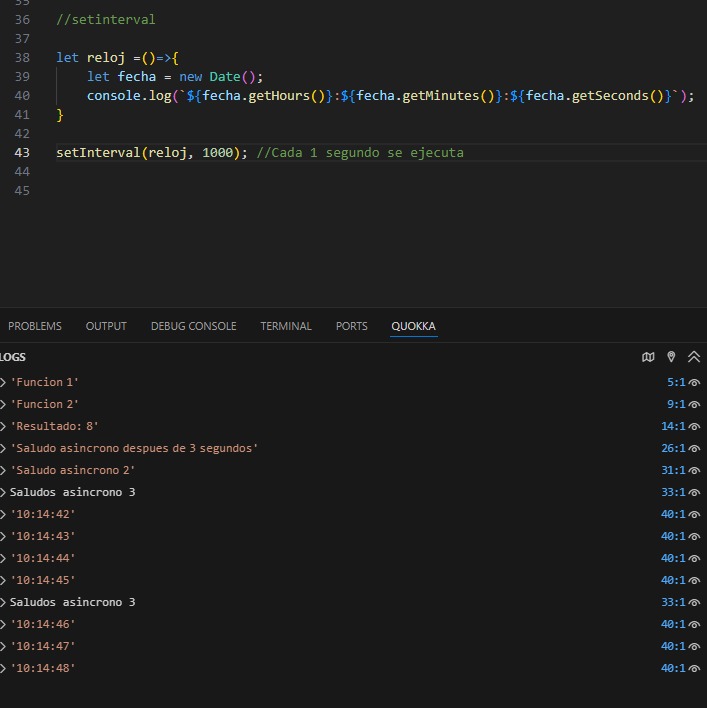 35
36 //setinterval
37
38 let reloj =()=>{
39 let fecha = new Date();
40 console.log(`${fecha.getHours()}:${fecha.getMinutes()}:${fecha.getSeconds()}`);
41 }
42
43 setInterval(reloj, 1000); //Cada 1 segundo se ejecuta
44
45
PROBLEMS OUTPUT DEBUG CONSOLE TERMINAL PORTS QUOKKA
LOGS
'Funcion 1' 5:1
'Funcion 2' 9:1
'Resultado: 8' 14:1
'Saludo asincrono despues de 3 segundos' 26:1
'Saludo asincrono 2' 31:1
Saludos asincrono 3 33:1
'10:14:42' 40:1
'10:14:43' 40:1
'10:14:44' 40:1
'10:14:45' 40:1
Saludos asincrono 3 33:1
'10:14:46' 40:1
'10:14:47' 40:1
'10:14:48' 40:1